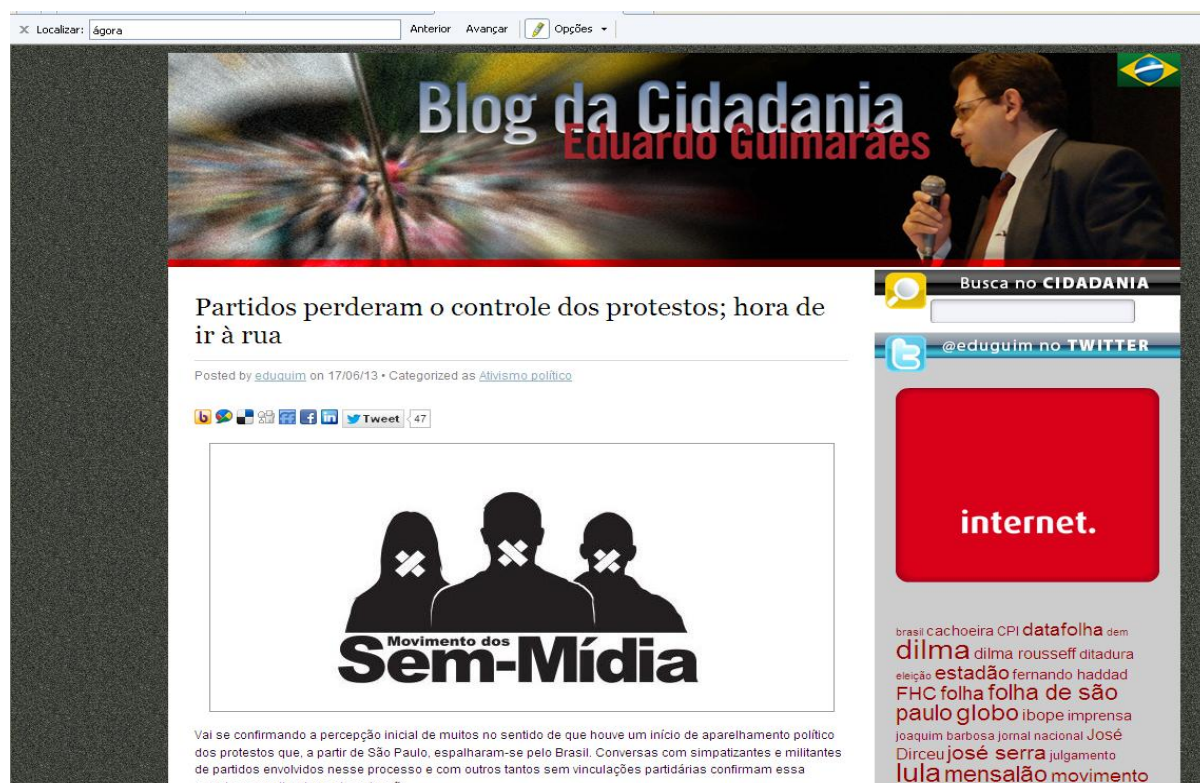 Localizar: ágora Anterior Avançar Opções
Blog da Cidadania
Eduardo Guimarães
Partidos perderam o controle dos protestos; hora de
ir à rua
Posted by eduguim on 17/06/13 • Categorized as Ativismo político
Tweet 47
Movimento dos
Sem-Mídia
Vai se confirmando a percepção inicial de muitos no sentido de que houve um início de aparelhamento político
dos protestos que, a partir de São Paulo, espalharam-se pelo Brasil. Conversas com simpatizantes e militantes
de partidos envolvidos nesse processo e com outros tantos sem vinculações partidárias confirmam essa
Busca no CIDADANIA
@eduguim no TWITTER
internet.
brasil cachoeira CPI datafolha dem
dilma dilma rousseff ditadura
eleição estadão fernando haddad
FHC folha folha de são
paulo globo ibope imprensa
joaquim barbosa jornal nacional José
Dirceu josé serra julgamento
lula mensalão movimento